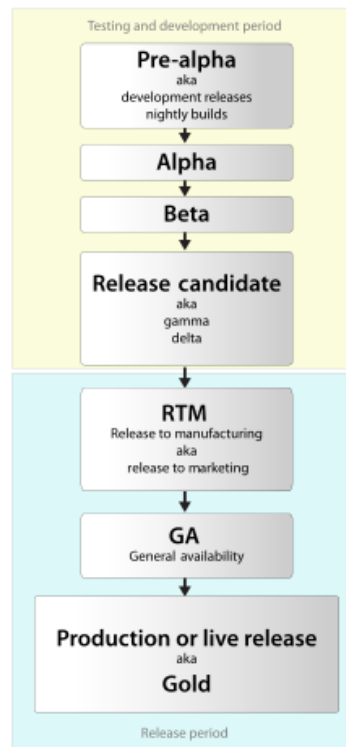 Testing and development period
Pre-alpha
aka
development releases
nightly builds
Alpha
Beta
Release candidate
aka
gamma
delta
RTM
Release to manufacturing
aka
release to marketing
GA
General availability
Production or live release
aka
Gold
Release period